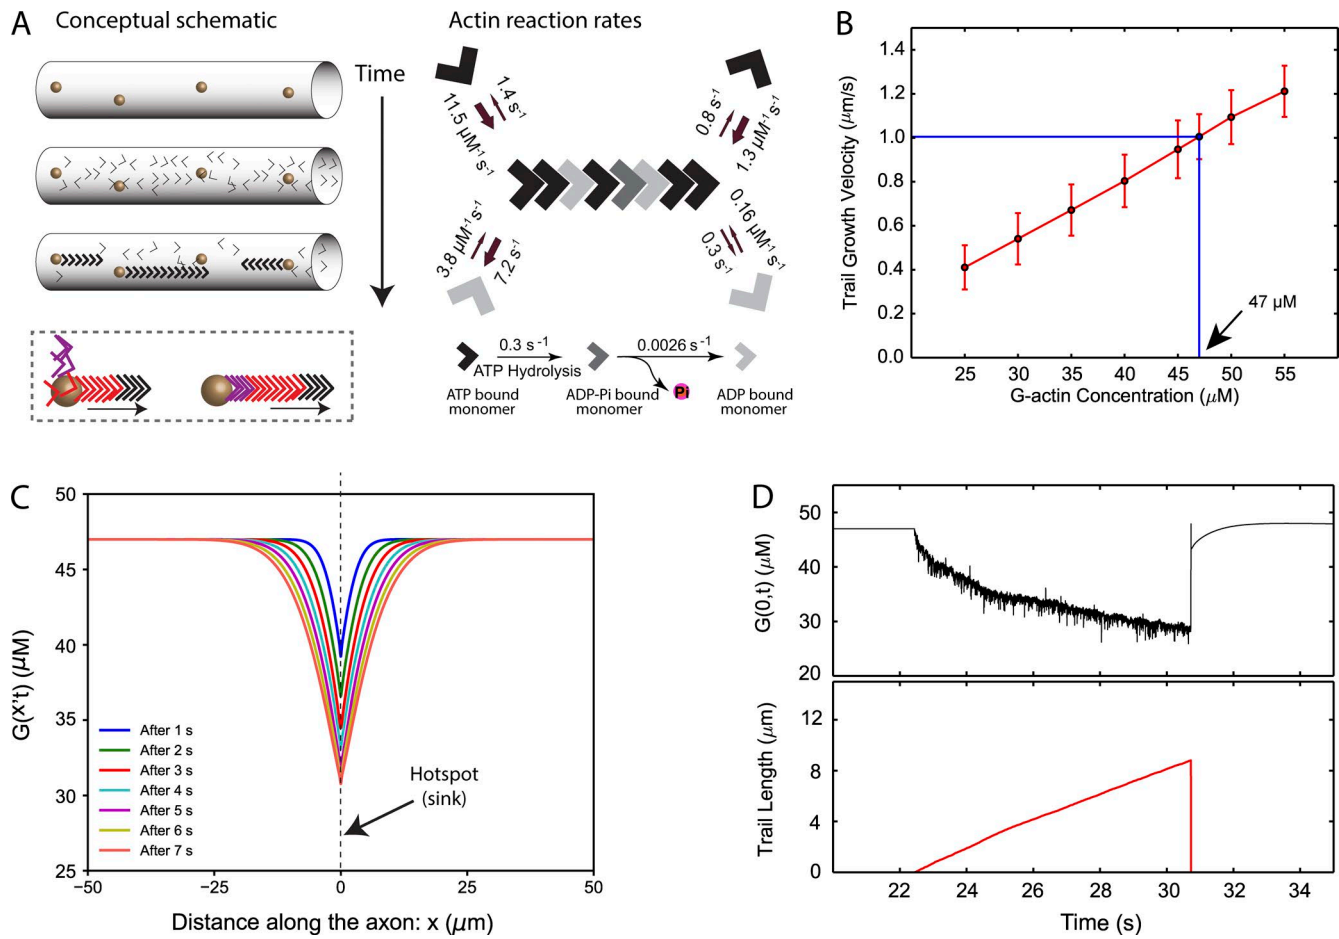 A
Conceptual schematic
Time
Actin reaction rates
1.4 s-1
11.5 μM-1 s-1
0.8 s-1
1.3 μM-1s-1
3.8 μM-1s-1
7.2 s-1
0.16 μM-1s-1
0.3 s-1
0.3 s-1
ATP Hydrolysis
0.0026 s-1
Pi
ATP bound
monomer
ADP-Pi bound
monomer
ADP bound
monomer
B
Trail Growth Velocity (μm/s)
1.4
1.2
1.0
0.8
0.6
0.4
0.2
0.0
47 μM
25 30 35 40 45 50 55
G-actin Concentration (μM)
C
G(x,t) (μM)
50
45
40
35
30
25
After 1 s
After 2 s
After 3 s
After 4 s
After 5 s
After 6 s
After 7 s
Hotspot
(sink)
−50 −25 0 25 50
Distance along the axon: x (μm)
D
G(0,t) (μM)
50
40
30
20
Trail Length (μm)
12
8
4
0
22 24 26 28 30 32 34
Time (s)